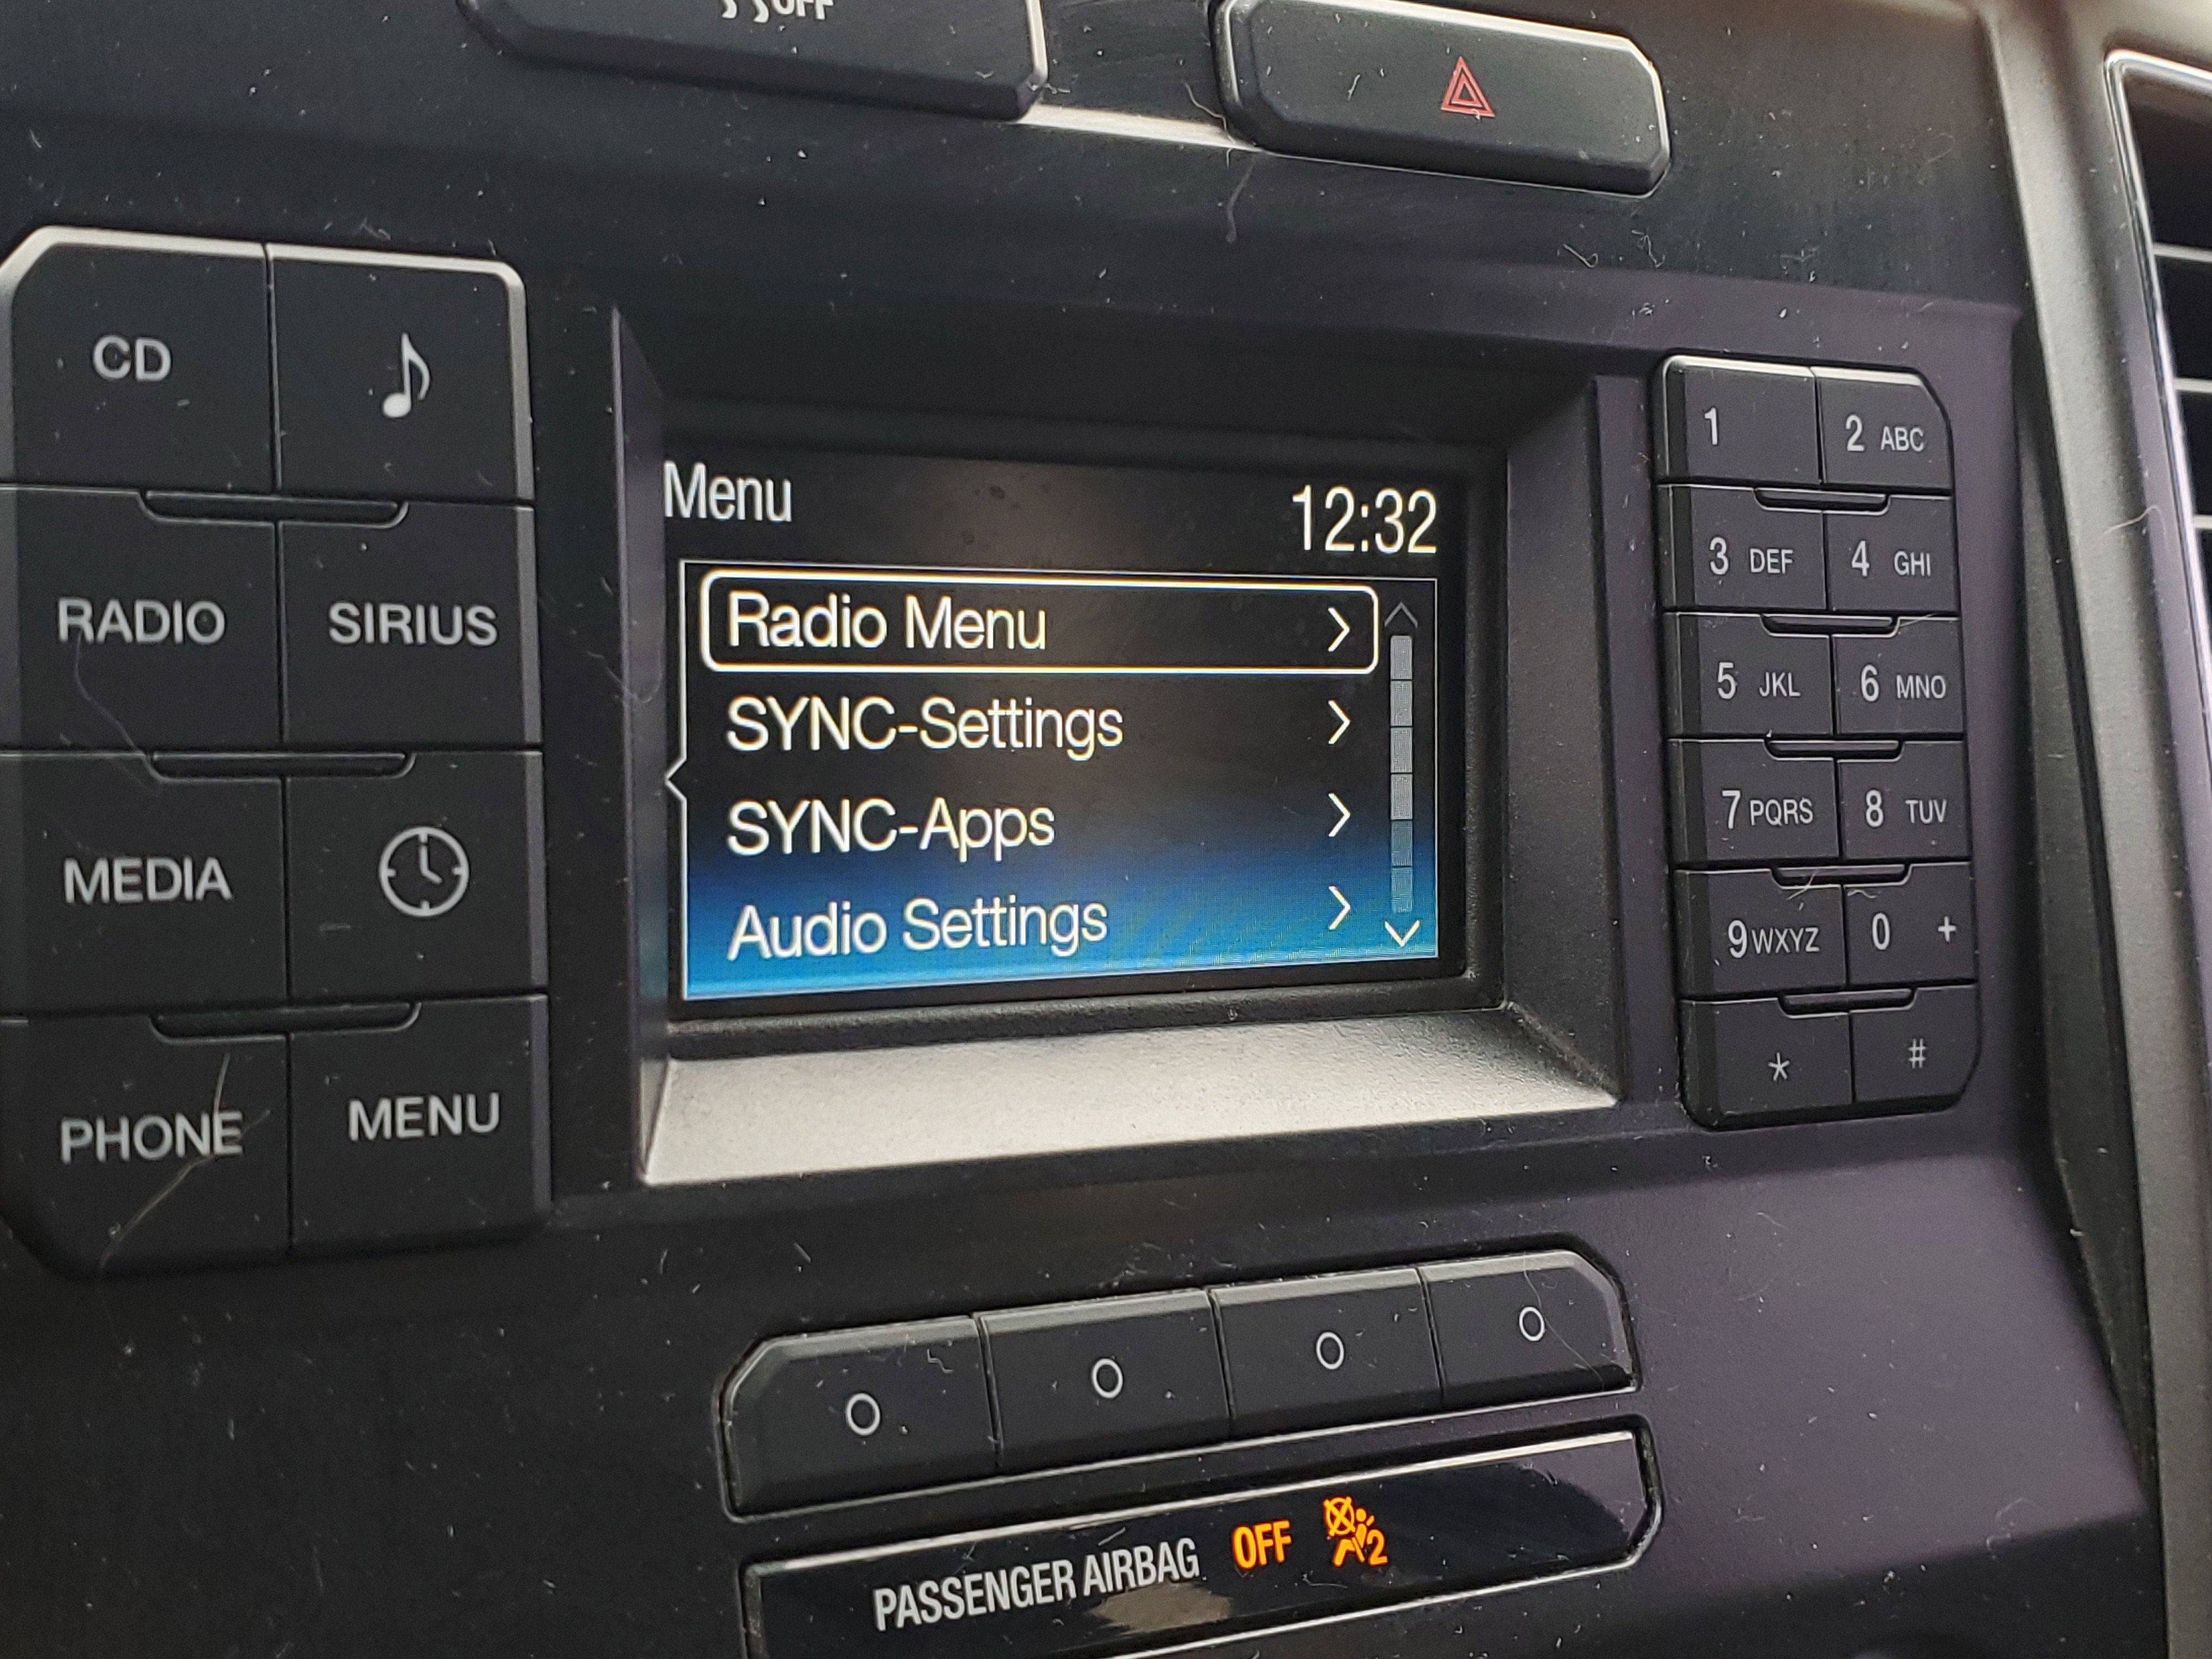 OFF
CD
RADIO SIRIUS
MEDIA
PHONE MENU
Menu 12:32
Radio Menu
SYNC-Settings
SYNC-Apps
Audio Settings
1 2 ABC
3 DEF 4 GHI
5 JKL 6 MNO
7 PQRS 8 TUV
9 WXYZ 0 +
* #
PASSENGER AIRBAG OFF 2